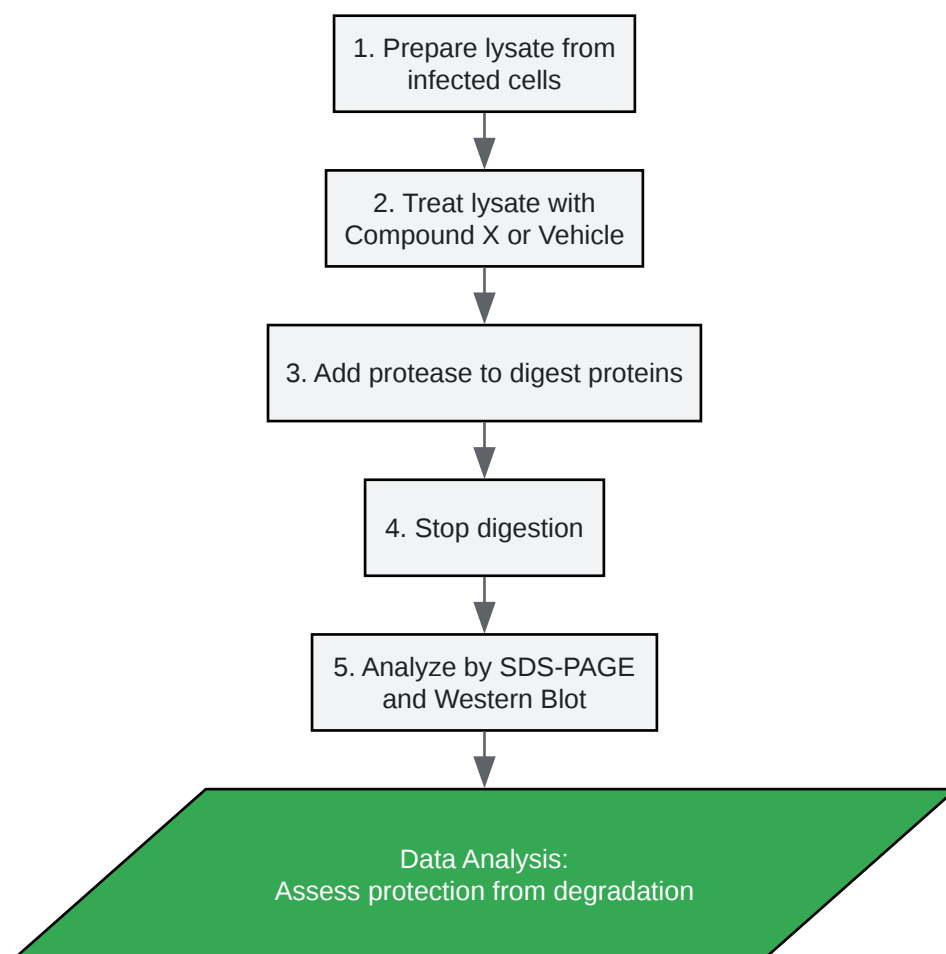 1. Prepare lysate from
infected cells
2. Treat lysate with
Compound X or Vehicle
3. Add protease to digest proteins
4. Stop digestion
5. Analyze by SDS-PAGE
and Western Blot
Data Analysis:
Assess protection from degradation